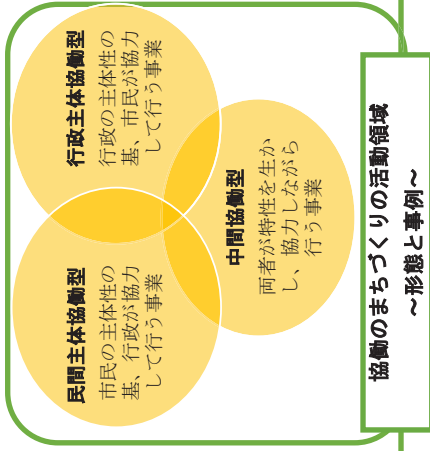 民間主体協働型
市民の主体性の
基、行政が協力
して行う事業
行政主体協働型
行政の主体性の
基、市民が協力
して行う事業
中間協働型
両者が特性を生か
し、協力しながら
行う事業
協働のまちづくりの活動領域
～形態と事例～